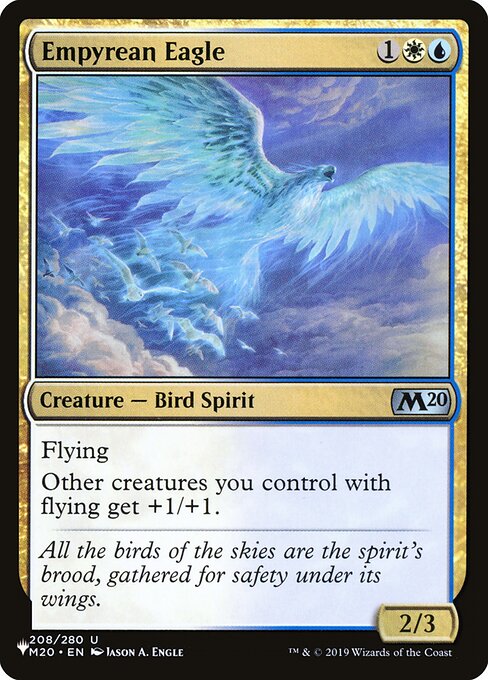 Empyrean Eagle 1
Creature — Bird Spirit M20
Flying
Other creatures you control with
flying get +1/+1.
All the birds of the skies are the spirit's
brood, gathered for safety under its
wings.
2/3
208/280 U
M20 • EN Jason A. Engle ™ & © 2019 Wizards of the Coast